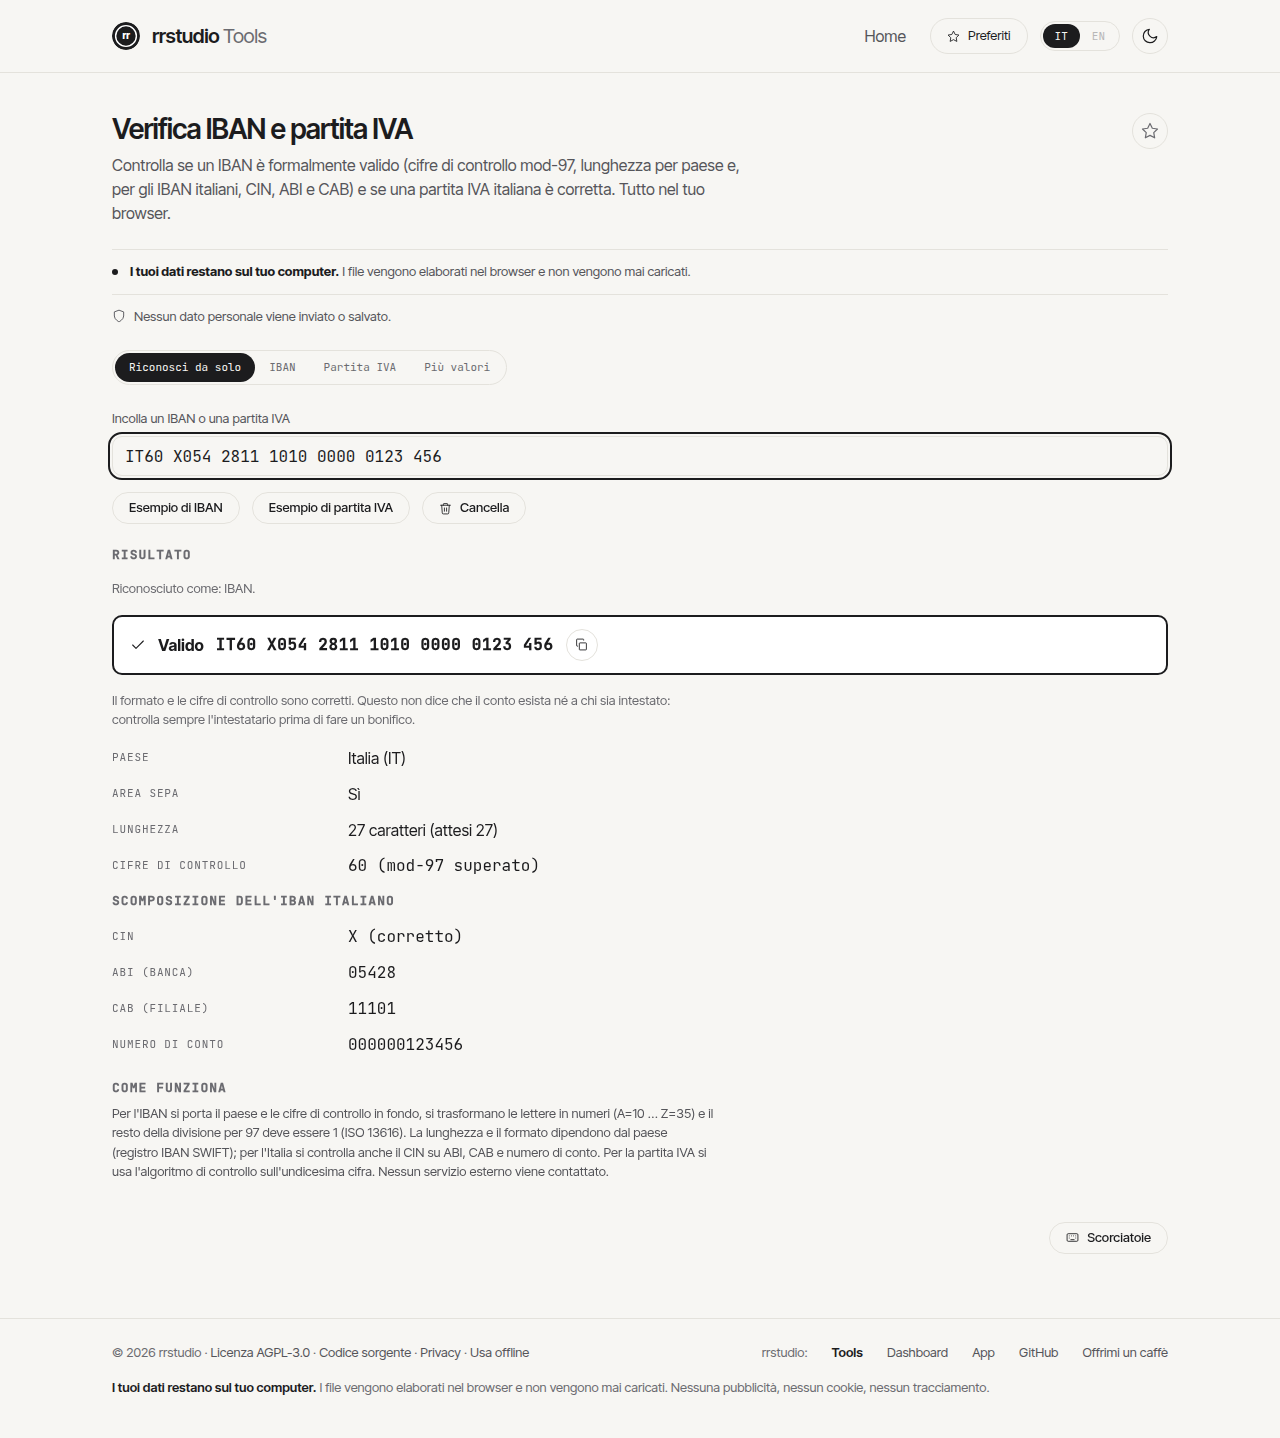 rr rrstudio Tools
Home
Preferiti
IT EN
Verifica IBAN e partita IVA
Controlla se un IBAN è formalmente valido (cifre di controllo mod-97, lunghezza per paese e,
per gli IBAN italiani, CIN, ABI e CAB) e se una partita IVA italiana è corretta. Tutto nel tuo
browser.
I tuoi dati restano sul tuo computer. I file vengono elaborati nel browser e non vengono mai caricati.
Nessun dato personale viene inviato o salvato.
Riconosci da solo IBAN Partita IVA Più valori
Incolla un IBAN o una partita IVA
IT60 X054 2811 1010 0000 0123 456
Esempio di IBAN Esempio di partita IVA Cancella
RISULTATO
Riconosciuto come: IBAN.
Valido IT60 X054 2811 1010 0000 0123 456
Il formato e le cifre di controllo sono corretti. Questo non dice che il conto esista né a chi sia intestato:
controlla sempre l'intestatario prima di fare un bonifico.
PAESE Italia (IT)
AREA SEPA Sì
LUNGHEZZA 27 caratteri (attesi 27)
CIFRE DI CONTROLLO 60 (mod-97 superato)
SCOMPOSIZIONE DELL'IBAN ITALIANO
CIN X (corretto)
ABI (BANCA) 05428
CAB (FILIALE) 11101
NUMERO DI CONTO 000000123456
COME FUNZIONA
Per l'IBAN si porta il paese e le cifre di controllo in fondo, si trasformano le lettere in numeri (A=10 … Z=35) e il
resto della divisione per 97 deve essere 1 (ISO 13616). La lunghezza e il formato dipendono dal paese
(registro IBAN SWIFT); per l'Italia si controlla anche il CIN su ABI, CAB e numero di conto. Per la partita IVA si
usa l'algoritmo di controllo sull'undicesima cifra. Nessun servizio esterno viene contattato.
Scorciatoie
© 2026 rrstudio · Licenza AGPL-3.0 · Codice sorgente · Privacy · Usa offline
rrstudio: Tools Dashboard App GitHub Offrimi un caffè
I tuoi dati restano sul tuo computer. I file vengono elaborati nel browser e non vengono mai caricati. Nessuna pubblicità, nessun cookie, nessun tracciamento.